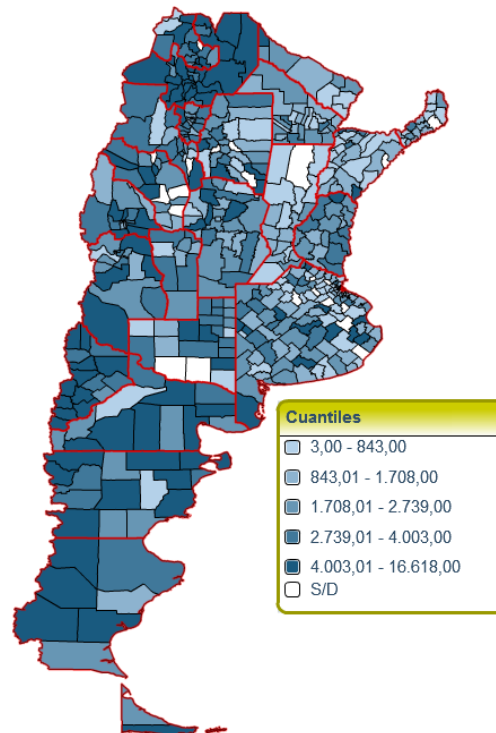 Cuantiles
3,00 - 843,00
843,01 - 1.708,00
1.708,01 - 2.739,00
2.739,01 - 4.003,00
4.003,01 - 16.618,00
S/D